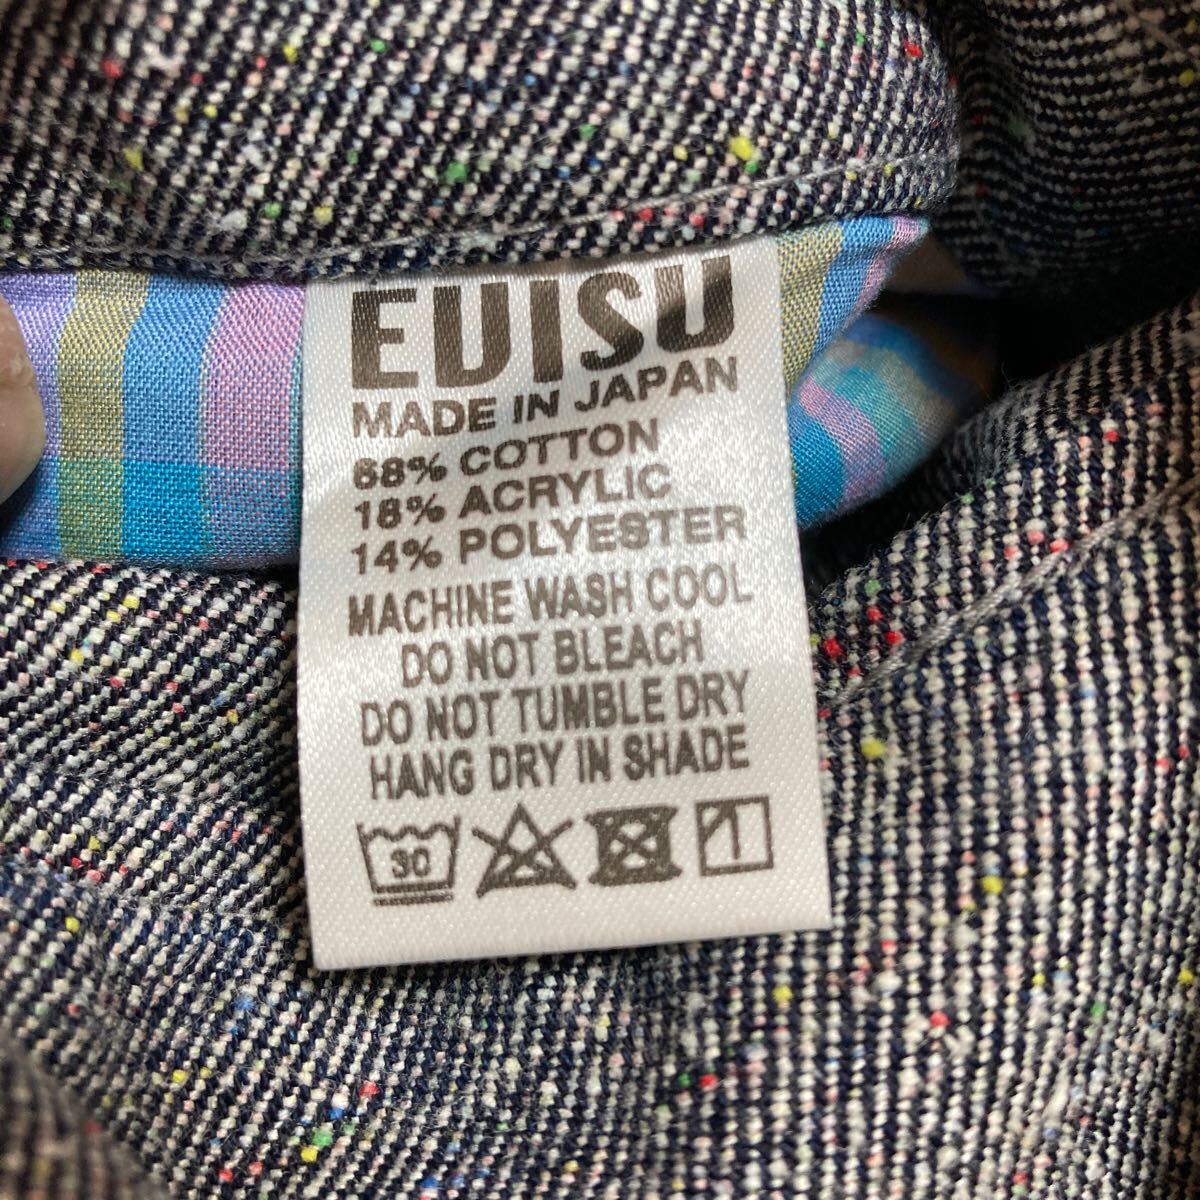 EVISU
MADE IN JAPAN
68% COTTON
18% ACRYLIC
14% POLYESTER
MACHINE WASH COOL
DO NOT BLEACH
DO NOT TUMBLE DRY
HANG DRY IN SHADE
30